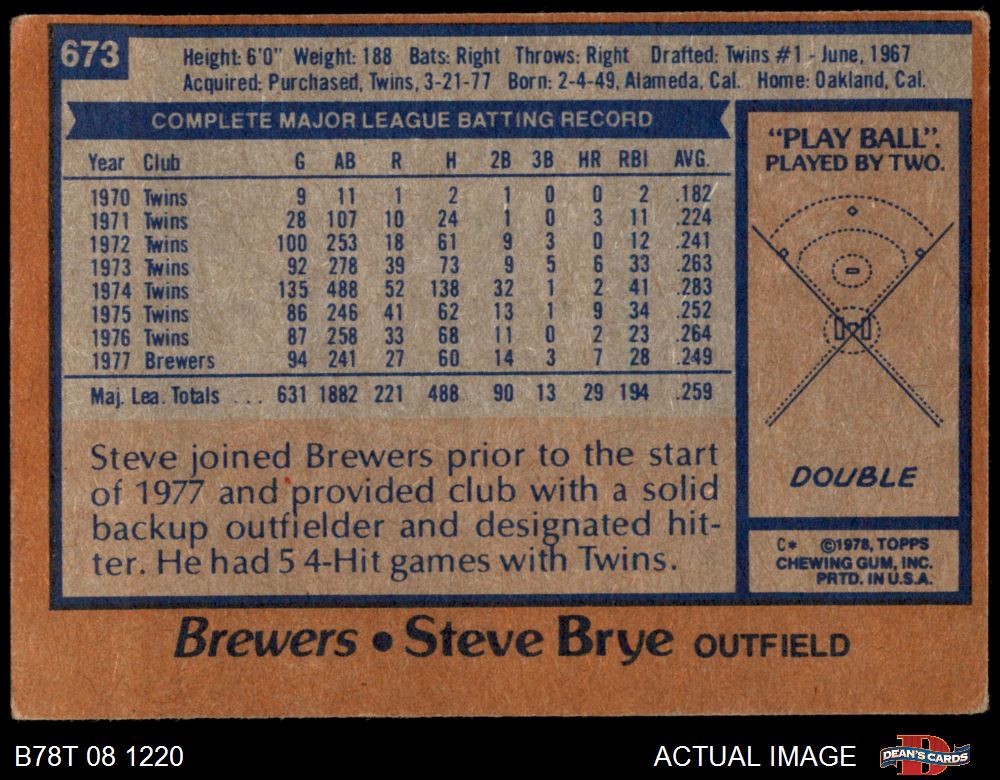 673
Height: 6'0" Weight: 188 Bats: Right Throws: Right Drafted: Twins #1 - June, 1967
Acquired: Purchased, Twins, 3-21-77 Born: 2-4-49, Alameda, Cal. Home: Oakland, Cal.
COMPLETE MAJOR LEAGUE BATTING RECORD
Year Club G AB R H 2B 3B HR RBI AVG.
1970 Twins 9 11 1 2 1 0 0 2 .182
1971 Twins 28 107 10 24 1 0 3 11 .224
1972 Twins 100 253 18 61 9 3 0 12 .241
1973 Twins 92 278 39 73 9 5 6 33 .263
1974 Twins 135 488 52 138 32 1 2 41 .283
1975 Twins 86 246 41 62 13 1 9 34 .252
1976 Twins 87 258 33 68 11 0 2 23 .264
1977 Brewers 94 241 27 60 14 3 7 28 .249
Maj. Lea. Totals ... 631 1882 221 488 90 13 29 194 .259
Steve joined Brewers prior to the start
of 1977 and provided club with a solid
backup outfielder and designated hit-
ter. He had 5 4-Hit games with Twins.
"PLAY BALL".
PLAYED BY TWO.
DOUBLE
C* ©1978, TOPPS
CHEWING GUM, INC.
PRTD. IN U.S.A.
Brewers • Steve Brye OUTFIELD
B78T 08 1220
ACTUAL IMAGE
DEAN'S CARDS